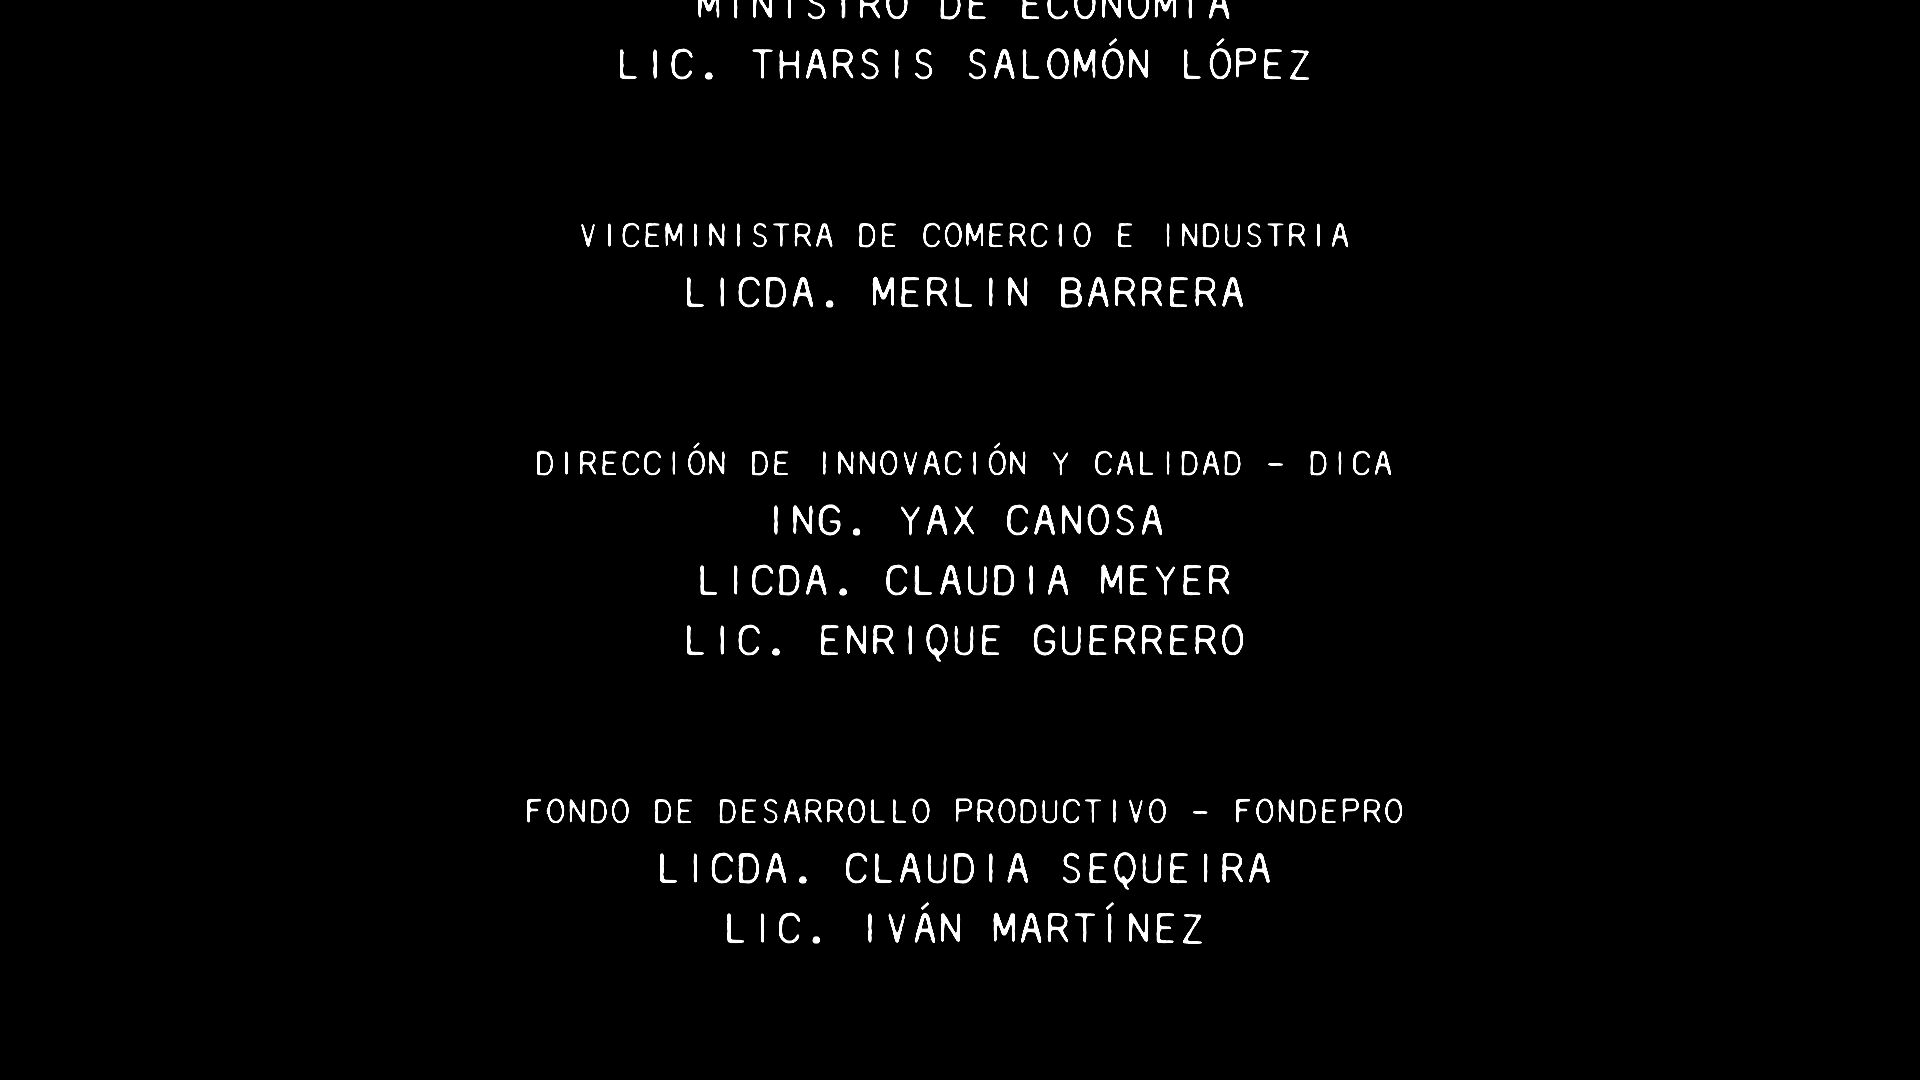 MINISTRO DE ECONOMÍA
LIC. THARSIS SALOMÓN LÓPEZ
VICEMINISTRA DE COMERCIO E INDUSTRIA
LICDA. MERLIN BARRERA
DIRECCIÓN DE INNOVACIÓN Y CALIDAD - DICA
ING. YAX CANOSA
LICDA. CLAUDIA MEYER
LIC. ENRIQUE GUERRERO
FONDO DE DESARROLLO PRODUCTIVO - FONDEPRO
LICDA. CLAUDIA SEQUEIRA
LIC. IVÁN MARTÍNEZ